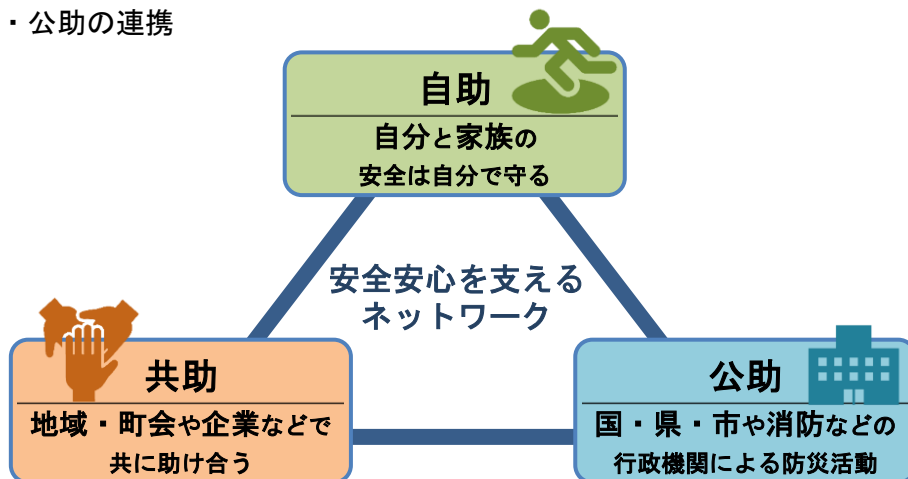 ・公助の連携
自助
自分と家族の
安全は自分で守る
安全安心を支える
ネットワーク
共助
地域・町会や企業などで
共に助け合う
公助
国・県・市や消防などの
行政機関による防災活動